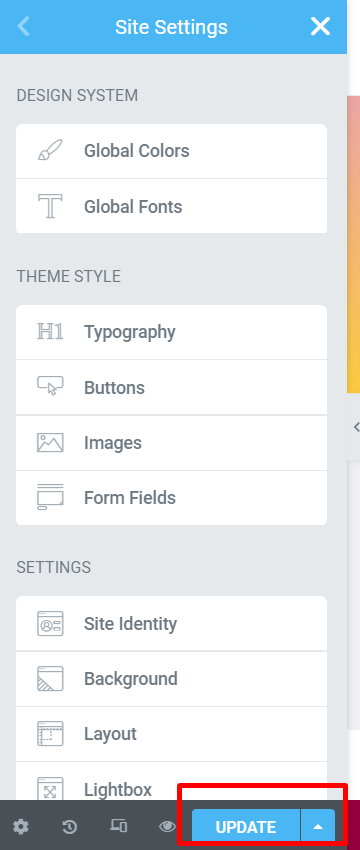 Site Settings
DESIGN SYSTEM
Global Colors
Global Fonts
THEME STYLE
H1 Typography
Buttons
Images
Form Fields
SETTINGS
Site Identity
Background
Layout
Lightbox
UPDATE